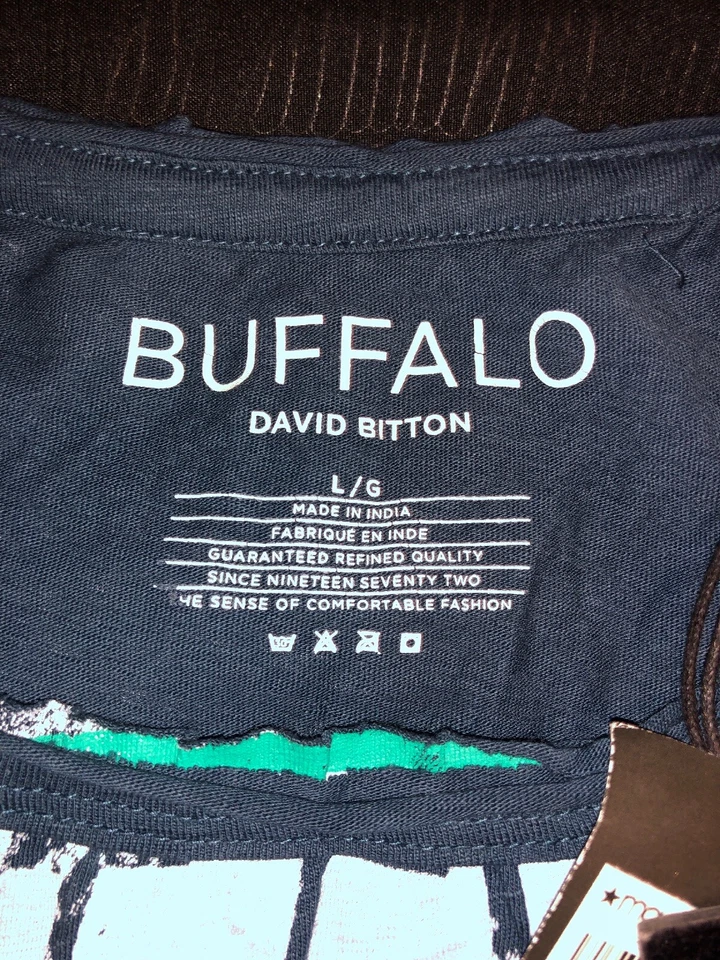 BUFFALO
DAVID BITTON
L/G
MADE IN INDIA
FABRIQUÉ EN INDE
GUARANTEED REFINED QUALITY
SINCE NINETEEN SEVENTY TWO
SENSE OF COMFORTABLE FASHION